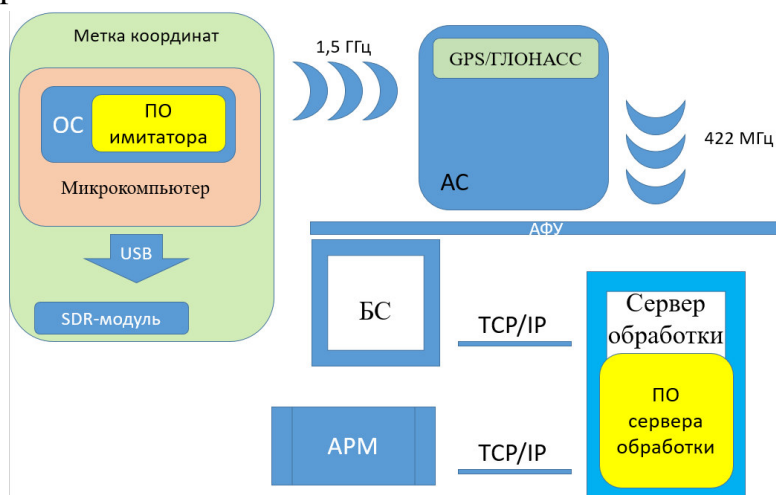 Метка координат
ОС
ПО
имитатора
Микрокомпьютер
USB
SDR-модуль
1,5 ГГц
GPS/ГЛОНАСС
АС
422 МГц
АФУ
БС
TCP/IP
Сервер
обработки
ПО
сервера
обработки
АРМ
TCP/IP